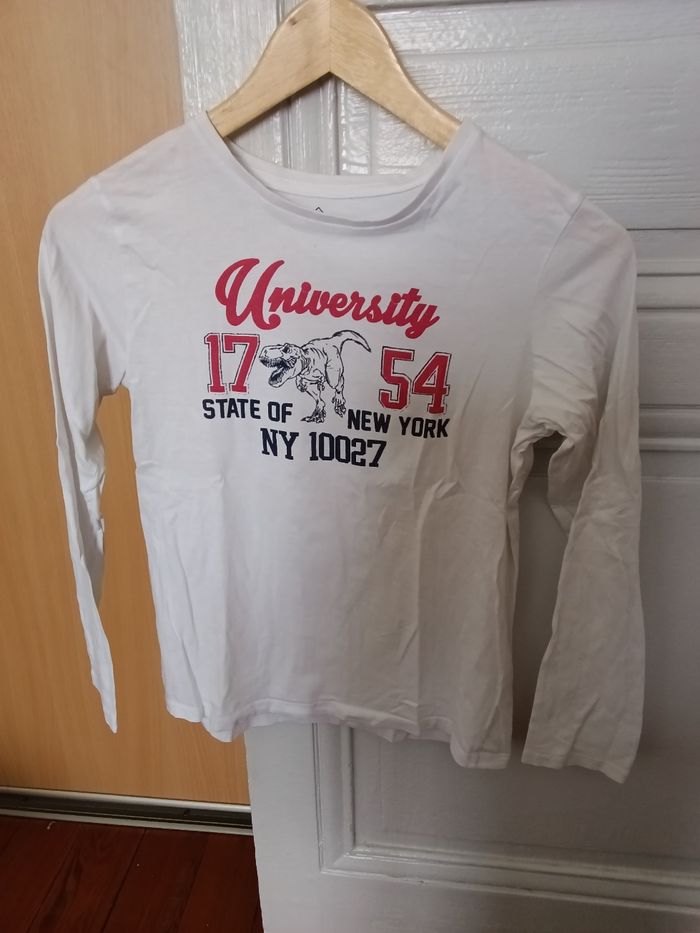 University
17 54
STATE OF NEW YORK
NY 10027